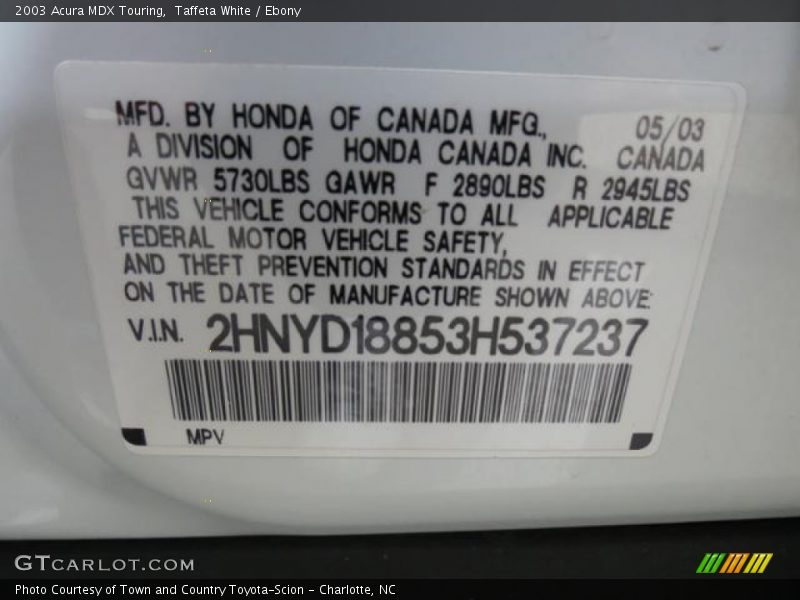 2003 Acura MDX Touring,  Taffeta White / Ebony
MFD. BY HONDA OF CANADA MFG., 05/03
A DIVISION OF HONDA CANADA INC. CANADA
GVWR 5730LBS GAWR F 2890LBS R 2945LBS
THIS VEHICLE CONFORMS TO ALL APPLICABLE
FEDERAL MOTOR VEHICLE SAFETY,
AND THEFT PREVENTION STANDARDS IN EFFECT
ON THE DATE OF MANUFACTURE SHOWN ABOVE:
V.I.N. 2HNYD18853H537237
MPV
GTCARLOT.COM
Photo Courtesy of Town and Country Toyota-Scion - Charlotte, NC